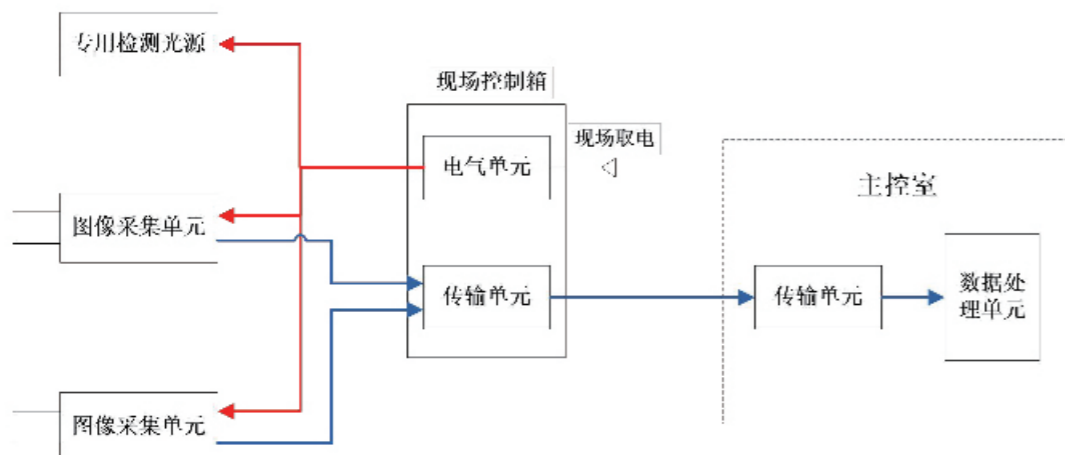 专用检测光源
现场控制箱
现场取电
电气单元
主控室
图像采集单元
传输单元
传输单元
数据处
理单元
图像采集单元